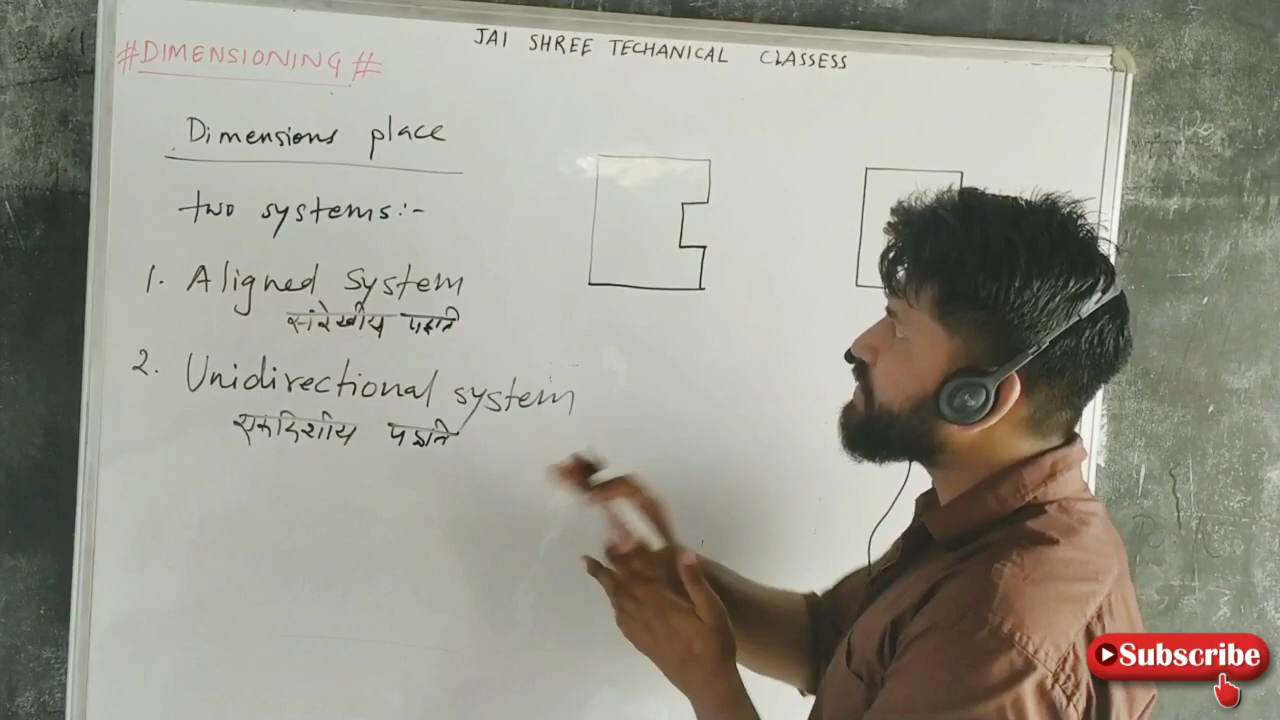 #DIMENSIONING#
JAI SHREE TECHANICAL CLASSESS
Dimensions place
two systems:-
1. Aligned System
सांरेखीय पद्धति
2. Unidirectional system
एकदिशीय पद्धति
Subscribe